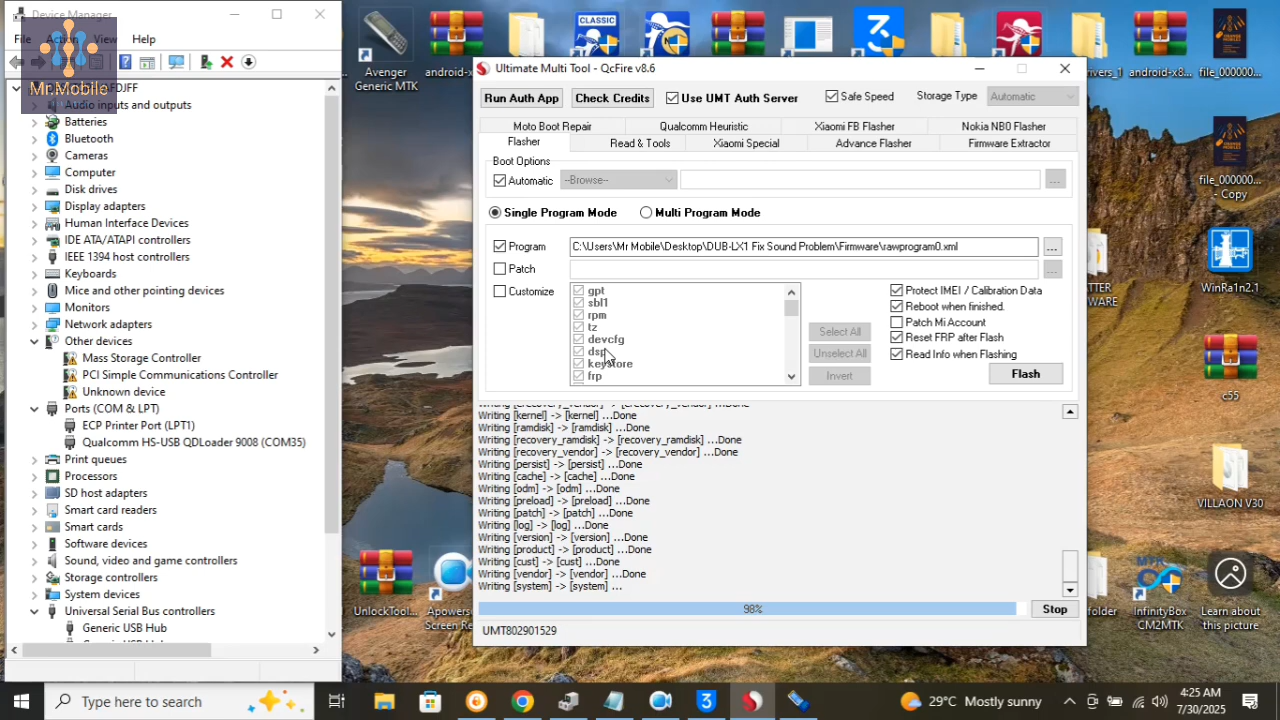 Device Manager
File Action View Help
Mr.Mobile
FDJFF
Audio inputs and outputs
Batteries
Bluetooth
Cameras
Computer
Disk drives
Display adapters
Human Interface Devices
IDE ATA/ATAPI controllers
IEEE 1394 host controllers
Keyboards
Mice and other pointing devices
Monitors
Network adapters
Other devices
Mass Storage Controller
PCI Simple Communications Controller
Unknown device
Ports (COM & LPT)
ECP Printer Port (LPT1)
Qualcomm HS-USB QDLoader 9008 (COM35)
Print queues
Processors
SD host adapters
Smart card readers
Smart cards
Software devices
Sound, video and game controllers
Storage controllers
System devices
Universal Serial Bus controllers
Generic USB Hub
Avenger
Generic MTK
android-x8...
CLASSIC
android-x8...
file_000000...
file_000000...
- Copy
WinRa1n2.1
c55
VILLAON V30
UnlockTool...
InfinityBox
CM2MTK
Learn about
this picture
Ultimate Multi Tool - QcFire v8.6
Run Auth App
Check Credits
Use UMT Auth Server
Safe Speed
Storage Type
Automatic
Moto Boot Repair
Qualcomm Heuristic
Xiaomi FB Flasher
Nokia NB0 Flasher
Flasher
Read & Tools
Xiaomi Special
Advance Flasher
Firmware Extractor
Boot Options
Automatic
--Browse--
...
Single Program Mode
Multi Program Mode
Program
C:\Users\Mr Mobile\Desktop\DUB-LX1 Fix Sound Problem\Firmware\rawprogram0.xml
...
Patch
...
Customize
gpt
sbl1
rpm
tz
devcfg
keystore
frp
Select All
Unselect All
Invert
Protect IMEI / Calibration Data
Reboot when finished.
Patch Mi Account
Reset FRP after Flash
Read Info when Flashing
Flash
Writing [kernel] -> [kernel] ...Done
Writing [ramdisk] -> [ramdisk] ...Done
Writing [recovery_ramdisk] -> [recovery_ramdisk] ...Done
Writing [recovery_vendor] -> [recovery_vendor] ...Done
Writing [persist] -> [persist] ...Done
Writing [cache] -> [cache] ...Done
Writing [odm] -> [odm] ...Done
Writing [preload] -> [preload] ...Done
Writing [patch] -> [patch] ...Done
Writing [log] -> [log] ...Done
Writing [version] -> [version] ...Done
Writing [product] -> [product] ...Done
Writing [cust] -> [cust] ...Done
Writing [vendor] -> [vendor] ...Done
Writing [system] -> [system] ...
98%
Stop
UMT802901529
Type here to search
29°C Mostly sunny
4:25 AM
7/30/2025